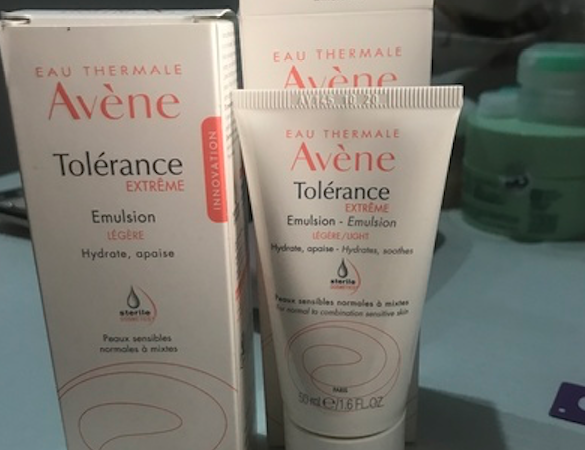 EAU THERMALE
Avène
INNOVATION
Tolérance
EXTRÊME
Emulsion
LÉGÈRE
Hydrate, apaise
sterile
COSMETICS
Peaux sensibles
normales à mixtes
EAU THERMALE
Avène
EAU THERMALE
Avène
Tolérance
EXTRÊME
Emulsion - Emulsion
LÉGÈRE/LIGHT
Hydrate, apaise - Hydrates, soothes
sterile
COSMETICS
Peaux sensibles normales à mixtes
For normal to combination sensitive skin
PARIS
50 ml e/1.6 FL.OZ.